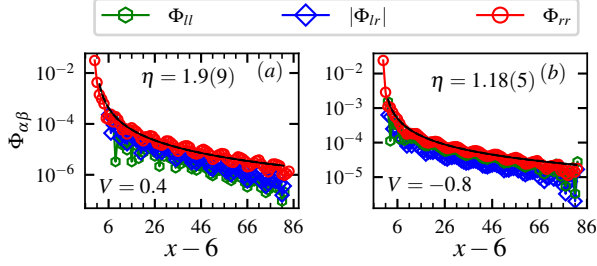 Φ_ll |Φ_lr| Φ_rr
η = 1.9(9) (a)
η = 1.18(5) (b)
Φ_αβ
10⁻² 10⁻⁴ 10⁻⁶
10⁻² 10⁻³ 10⁻⁴ 10⁻⁵
V = 0.4
V = −0.8
6 26 46 66 86
6 26 46 66 86
x − 6
x − 6